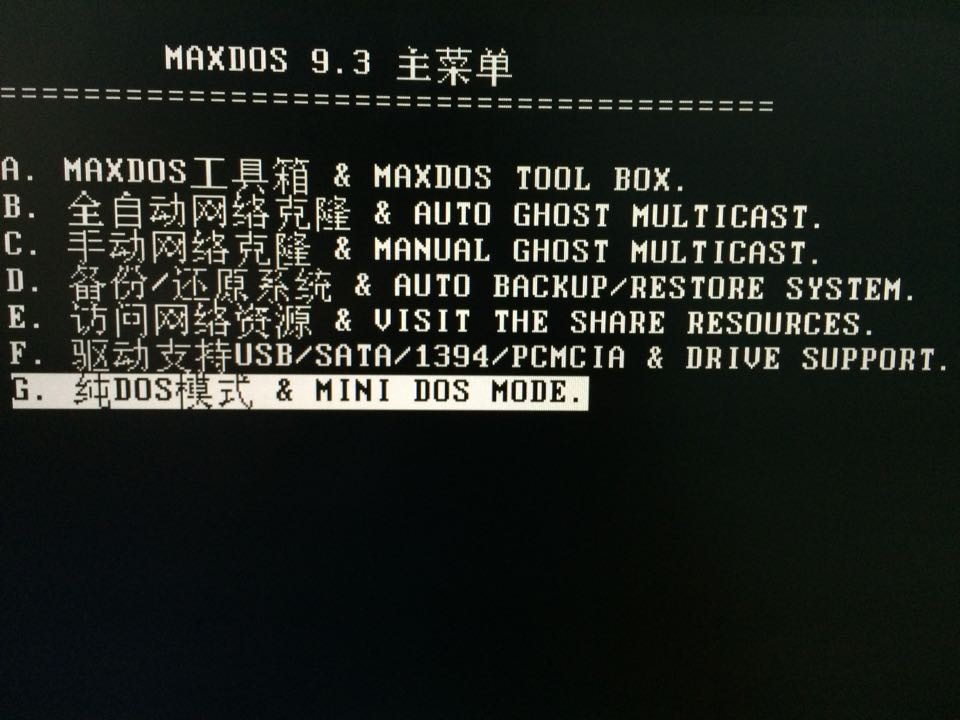 MAXDOS 9.3 主菜单
=======================================
A. MAXDOS工具箱 & MAXDOS TOOL BOX.
B. 全自动网络克隆 & AUTO GHOST MULTICAST.
C. 手动网络克隆 & MANUAL GHOST MULTICAST.
D. 备份/还原系统 & AUTO BACKUP/RESTORE SYSTEM.
E. 访问网络资源 & VISIT THE SHARE RESOURCES.
F. 驱动支持USB/SATA/1394/PCMCIA & DRIVE SUPPORT.
G. 纯DOS模式 & MINI DOS MODE.